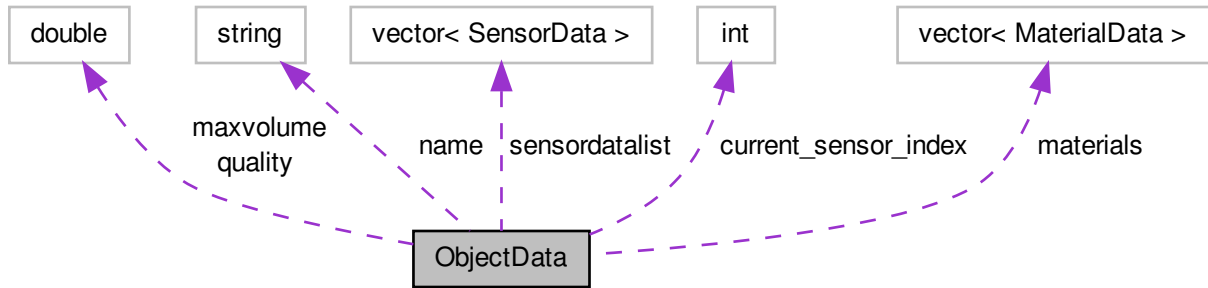 double
string
vector< SensorData >
int
vector< MaterialData >
maxvolume
quality
name
sensordatalist
current_sensor_index
materials
ObjectData